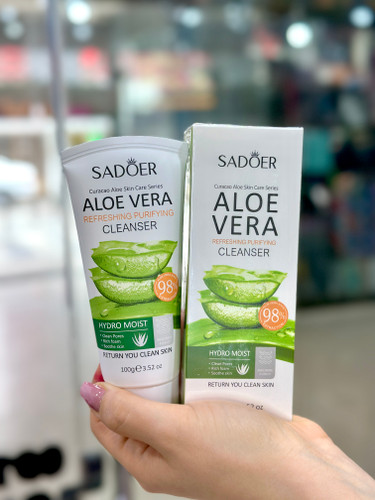 SADOER
Curacao Aloe Skin Care Series
ALOE VERA
REFRESHING PURIFYING
CLEANSER
98%
HYDRO MOIST
• Clean Pores
• Rich foam
• Soothe skin
RETURN YOU CLEAN SKIN
100g℮3.52 oz
SADOER
Curacao Aloe Skin Care Series
ALOE
VERA
REFRESHING PURIFYING
CLEANSER
98%
HYDRO MOIST
• Clean Pores
• Rich foam
• Soothe skin
RETURN YOU CLEAN SKIN
52 oz